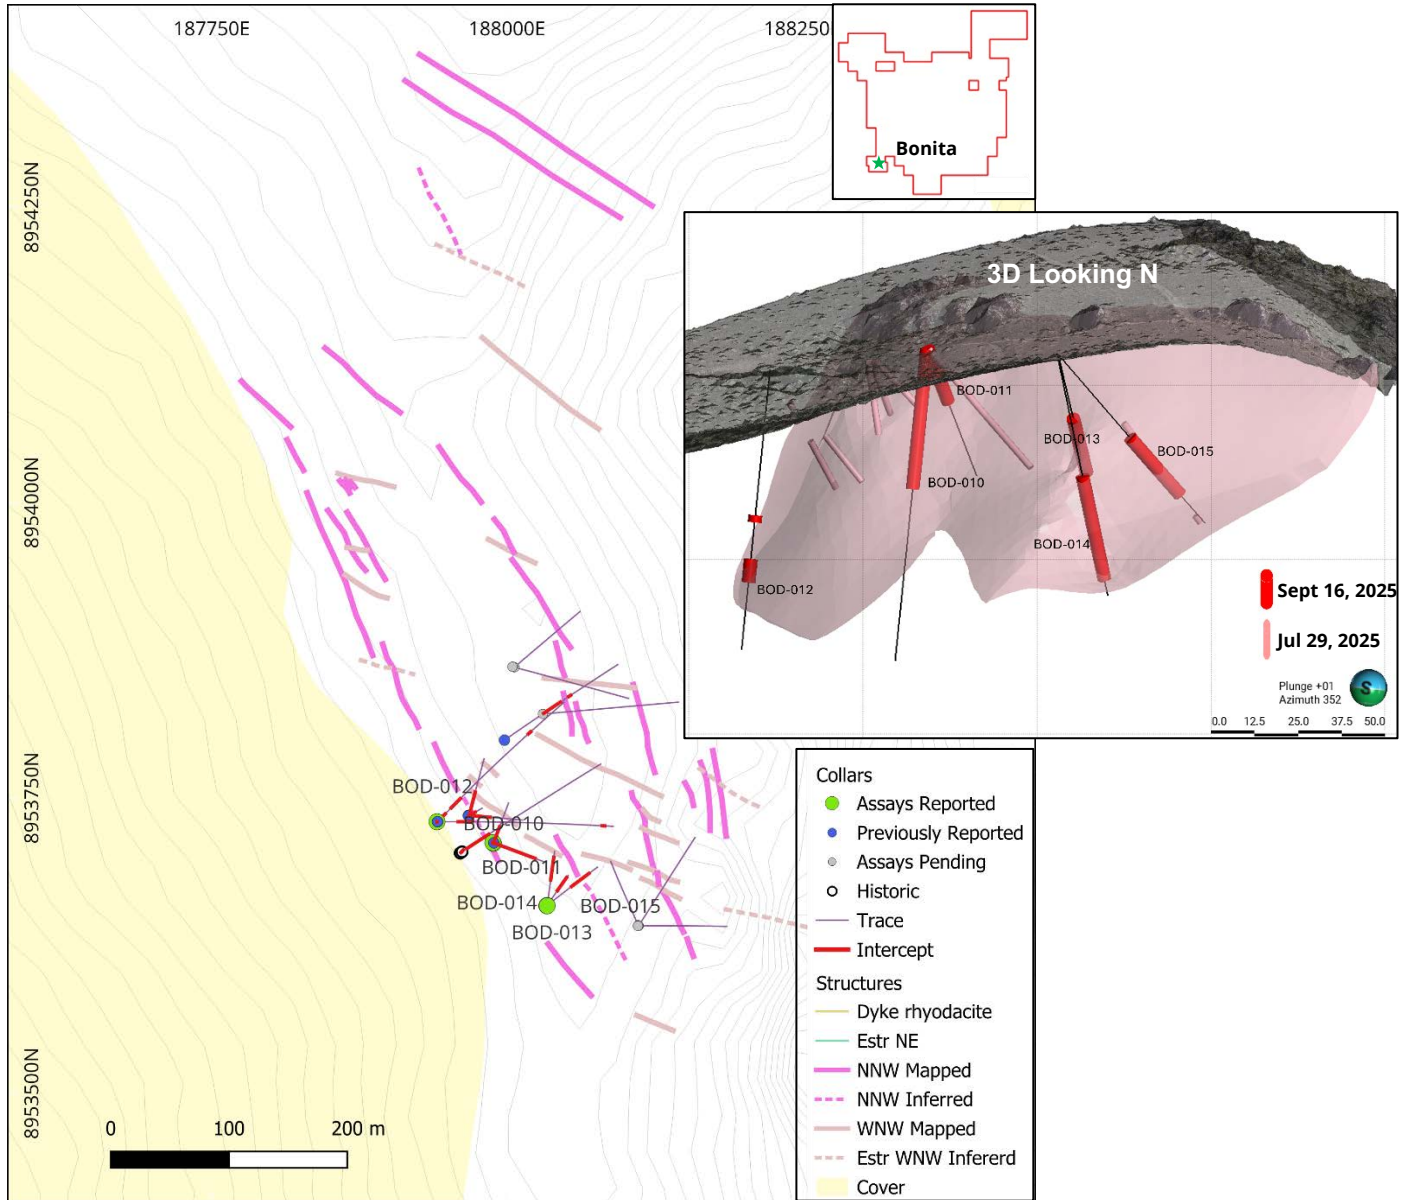 187750E
188000E
188250
8954250N
8954000N
8953750N
8953500N
Bonita
3D Looking N
BOD-011
BOD-013
BOD-015
BOD-010
BOD-014
BOD-012
Sept 16, 2025
Jul 29, 2025
Plunge +01
Azimuth 352
S
0.0 12.5 25.0 37.5 50.0
BOD-012
BOD-010
BOD-011
BOD-014
BOD-015
BOD-013
0 100 200 m
Collars
Assays Reported
Previously Reported
Assays Pending
Historic
Trace
Intercept
Structures
Dyke rhyodacite
Estr NE
NNW Mapped
NNW Inferred
WNW Mapped
Estr WNW Infererd
Cover